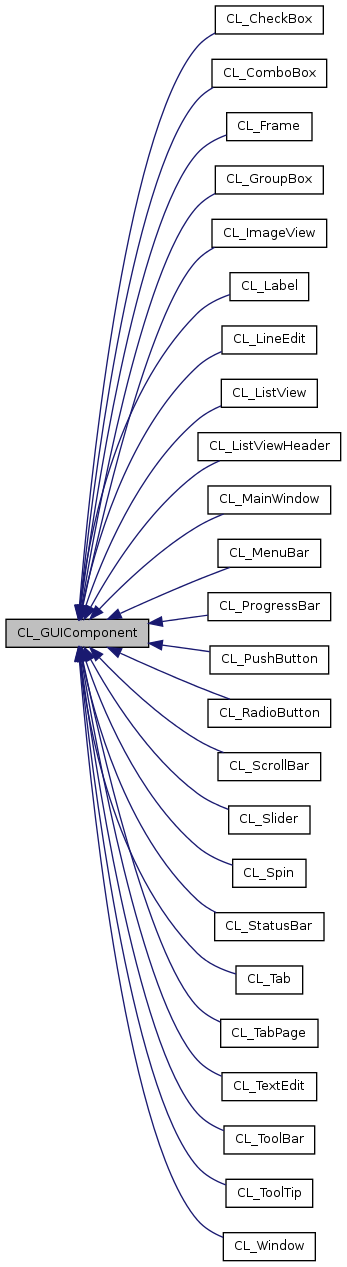 CL_CheckBox
CL_ComboBox
CL_Frame
CL_GroupBox
CL_ImageView
CL_Label
CL_LineEdit
CL_ListView
CL_ListViewHeader
CL_MainWindow
CL_MenuBar
CL_ProgressBar
CL_GUIComponent
CL_PushButton
CL_RadioButton
CL_ScrollBar
CL_Slider
CL_Spin
CL_StatusBar
CL_Tab
CL_TabPage
CL_TextEdit
CL_ToolBar
CL_ToolTip
CL_Window